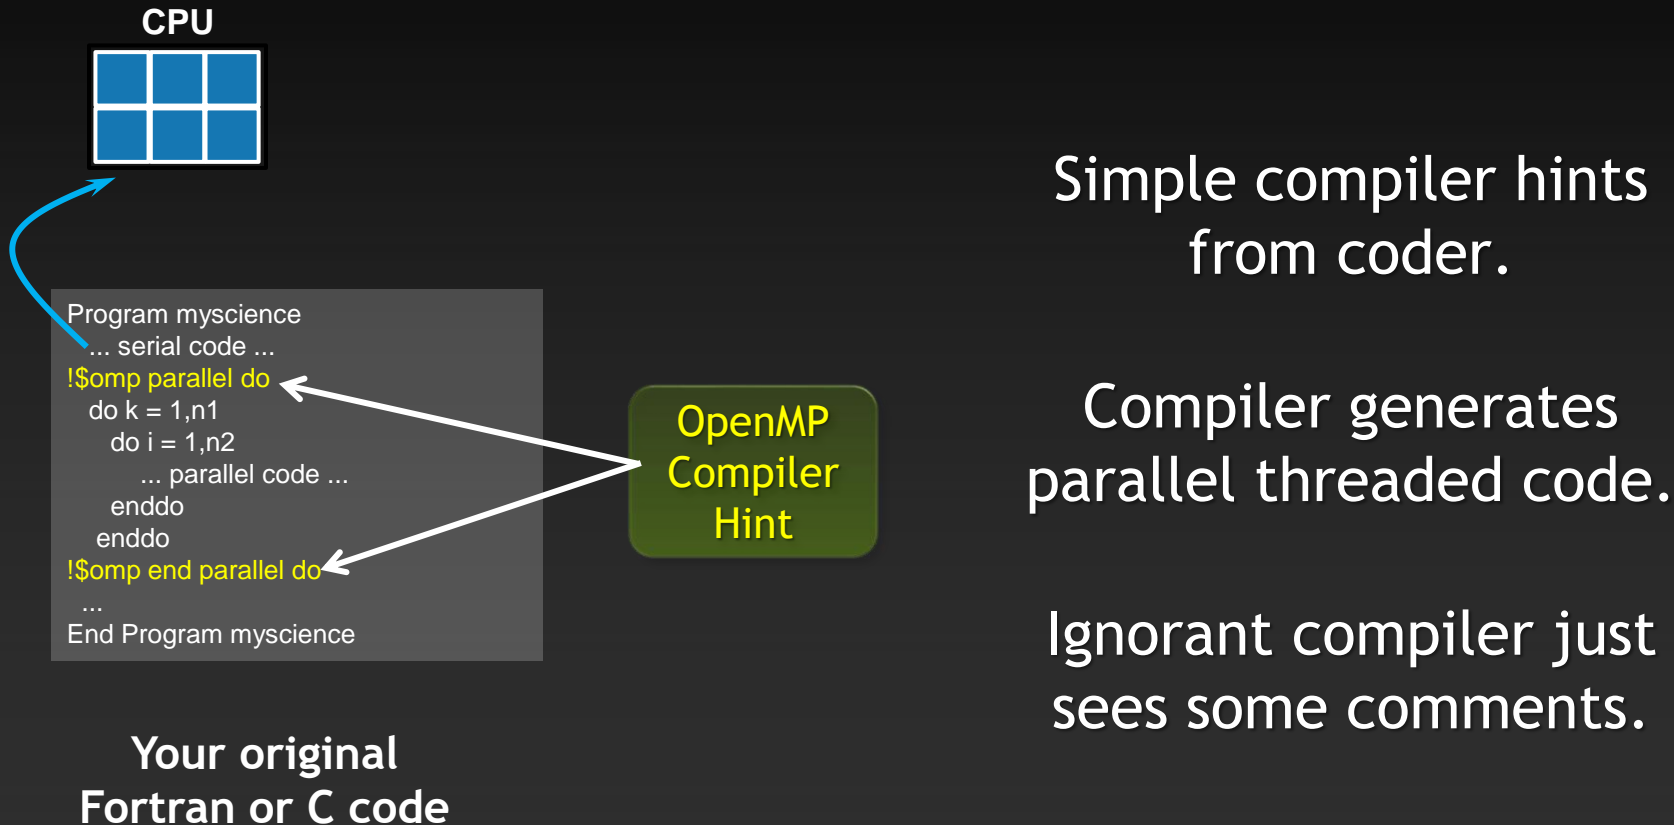 CPU
Program myscience
... serial code ...
!$omp parallel do
do k = 1,n1
do i = 1,n2
... parallel code ...
enddo
enddo
!$omp end parallel do
...
End Program myscience
Your original
Fortran or C code
OpenMP
Compiler
Hint
Simple compiler hints
from coder.
Compiler generates
parallel threaded code.
Ignorant compiler just
sees some comments.